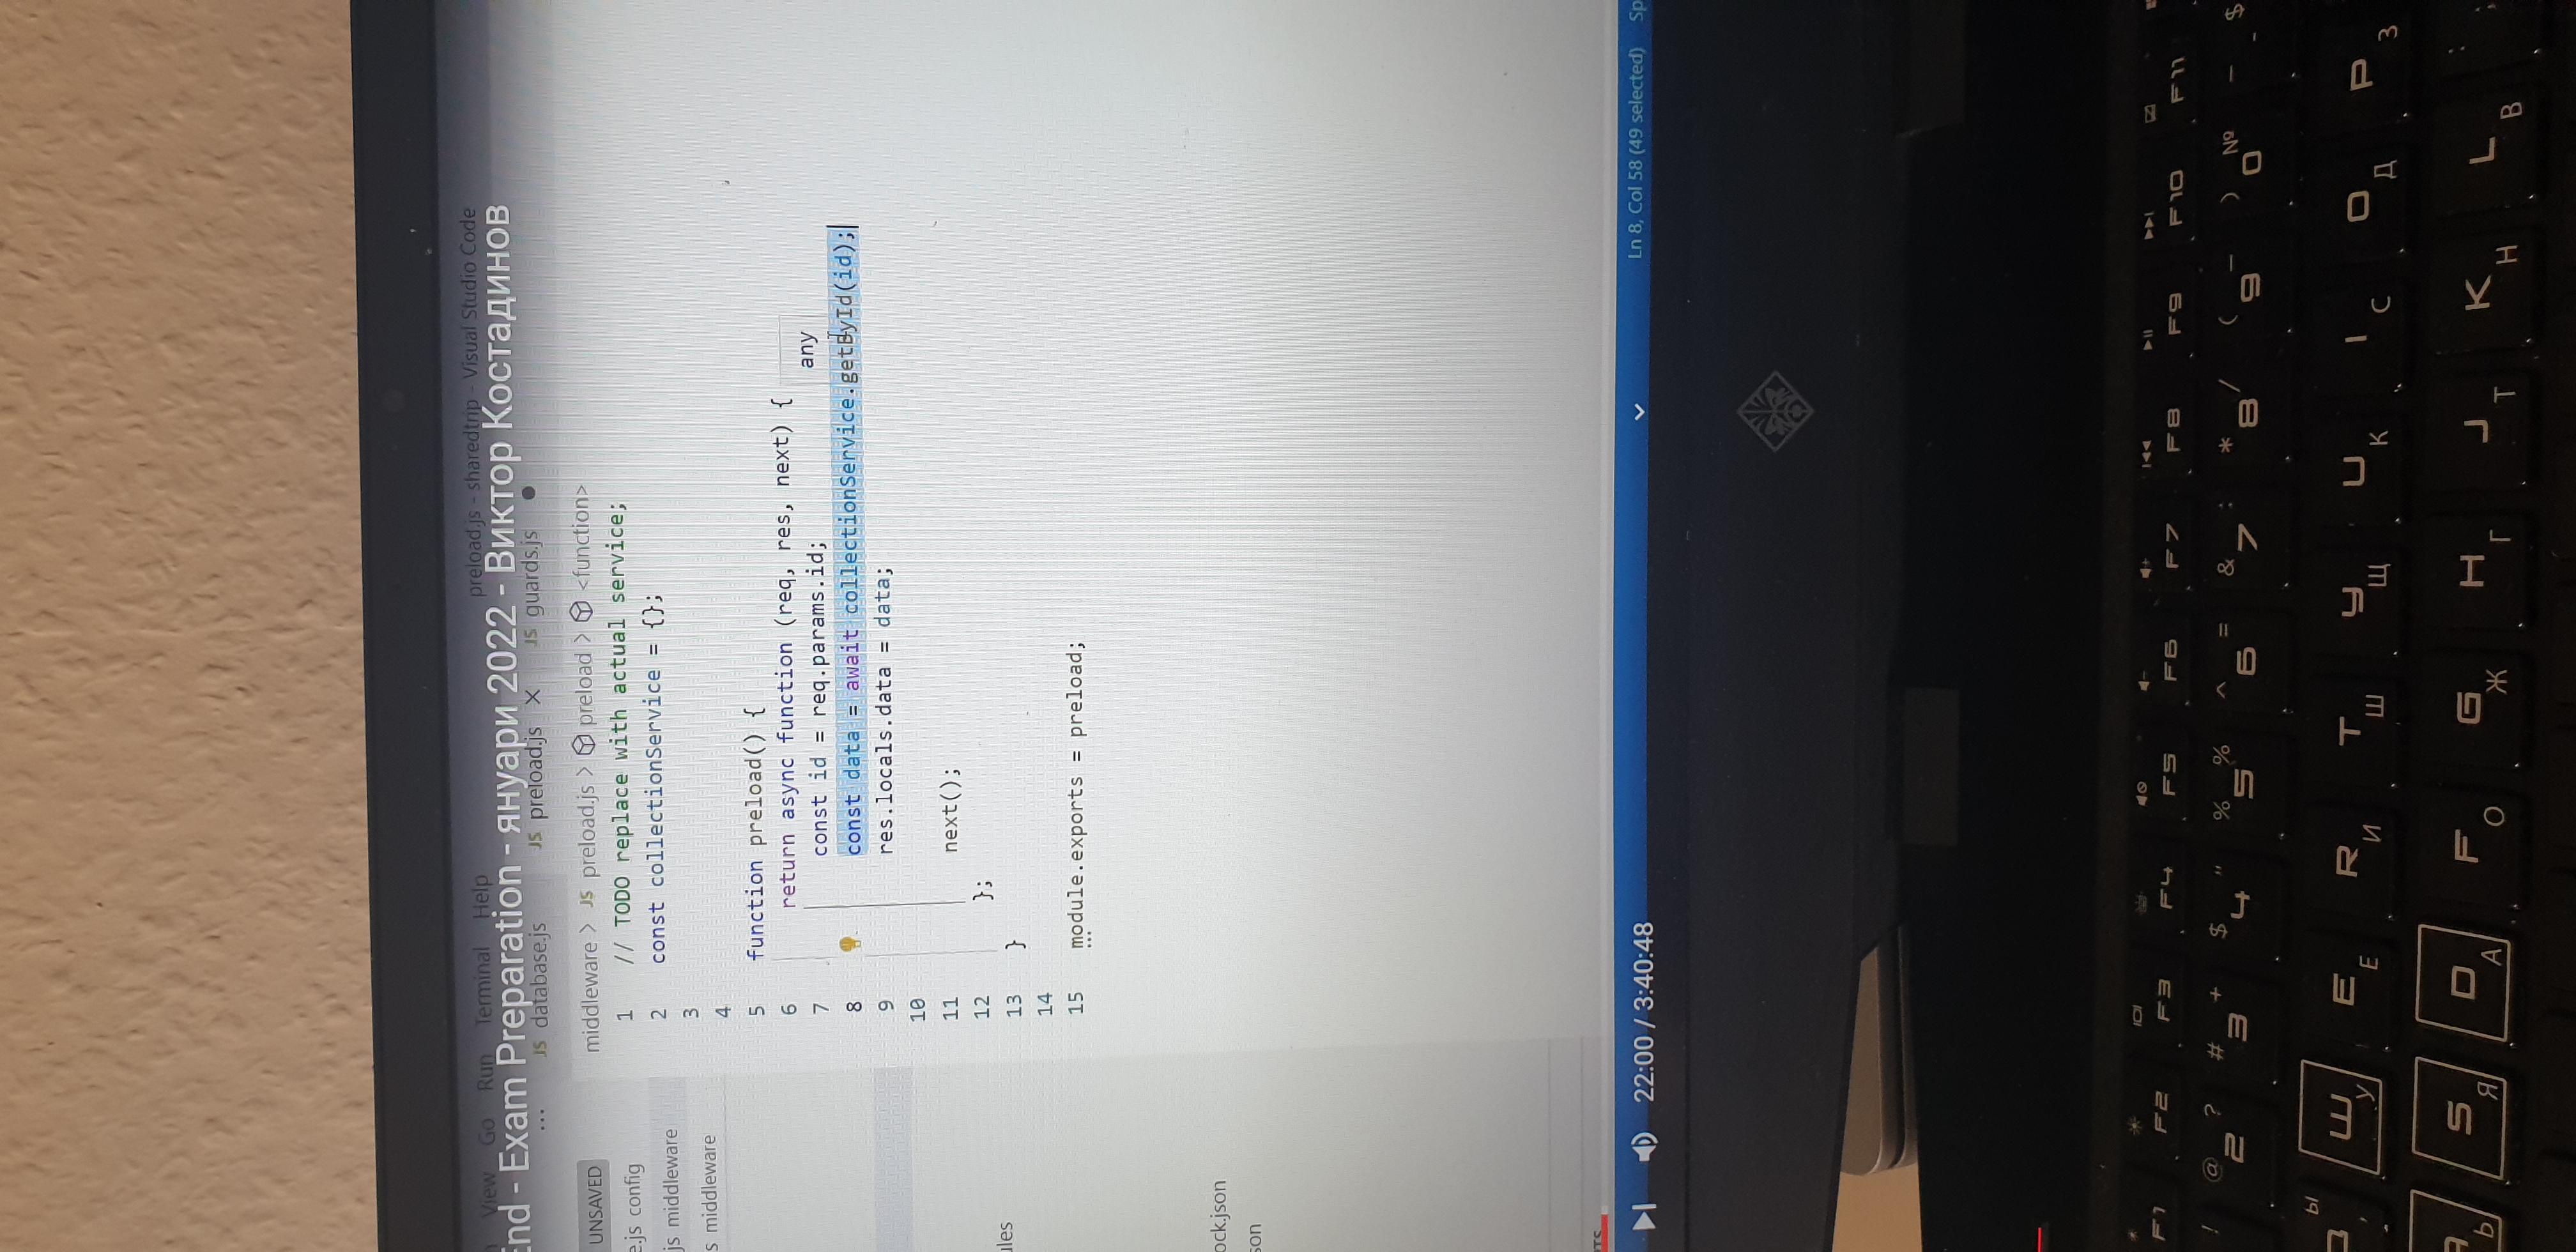 View Go Run Terminal Help
preload.js - sharedtrip - Visual Studio Code
End - Exam Preparation - януари 2022 - Виктор Костадинов
... JS database.js JS preload.js × JS guards.js ●
UNSAVED
middleware > JS preload.js > preload > <function>
e.js config
js middleware
s middleware
1 // TODO replace with actual service;
2 const collectionService = {};
3
4
5 function preload() {
6 return async function (req, res, next) {
any
7 const id = req.params.id;
8 const data = await collectionService.getById(id);
9 res.locals.data = data;
10
11 next();
12 };
13 }
14
15 module.exports = preload;
ules
ock.json
son
22:00 / 3:40:48
Ln 8, Col 58 (49 selected) Sp
F1 F2 F3 F4 F5 F6 F7 F8 F9 F10 F11
! @ 2 ? # 3 + $ 4 " % 5 % ^ 6 = & 7 : * 8 / ( 9 – ) 0 № – $
Ы W У E Е R И T Ш Y Щ U К I С O Д P З
A Ь S Я D А F О G Ж H Г J Т K Н L В : ;